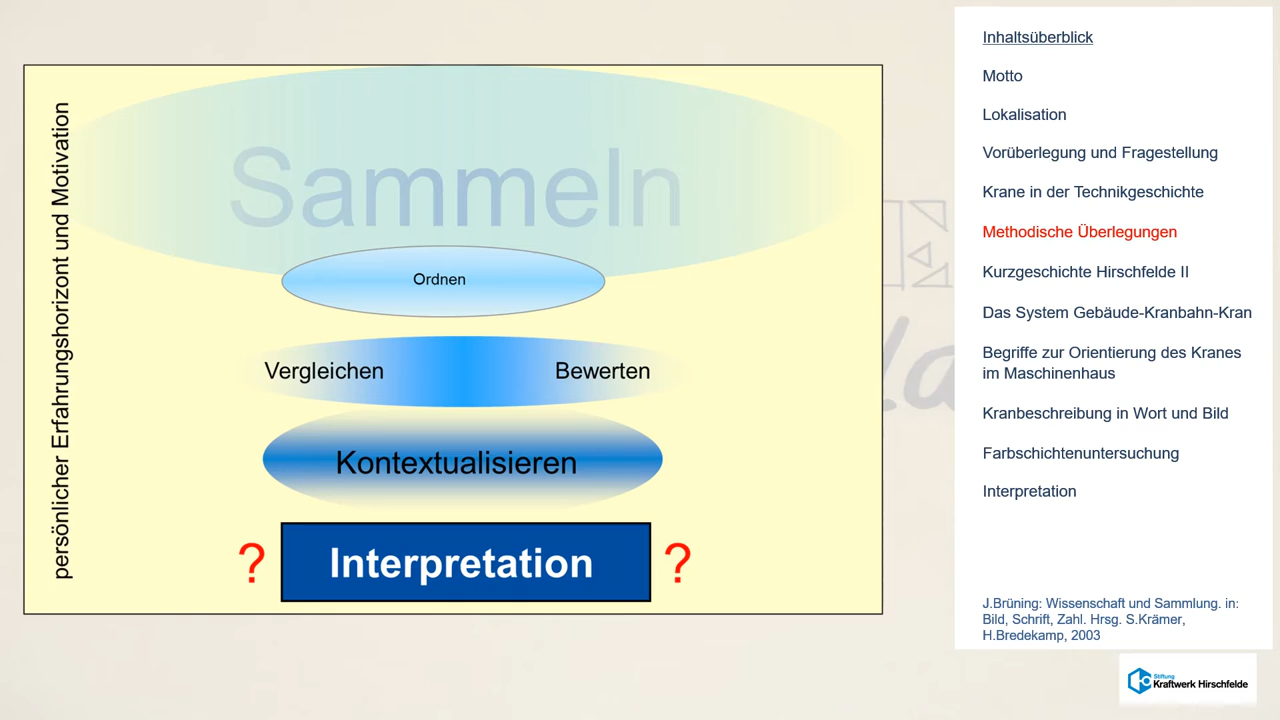 persönlicher Erfahrungshorizont und Motivation
Sammeln
Ordnen
Vergleichen
Bewerten
Kontextualisieren
? Interpretation ?
Inhaltsüberblick
Motto
Lokalisation
Vorüberlegung und Fragestellung
Krane in der Technikgeschichte
Methodische Überlegungen
Kurzgeschichte Hirschfelde II
Das System Gebäude-Kranbahn-Kran
Begriffe zur Orientierung des Kranes
im Maschinenhaus
Kranbeschreibung in Wort und Bild
Farbschichtenuntersuchung
Interpretation
J.Brüning: Wissenschaft und Sammlung. in:
Bild, Schrift, Zahl. Hrsg. S.Krämer,
H.Bredekamp, 2003
Stiftung
Kraftwerk Hirschfelde